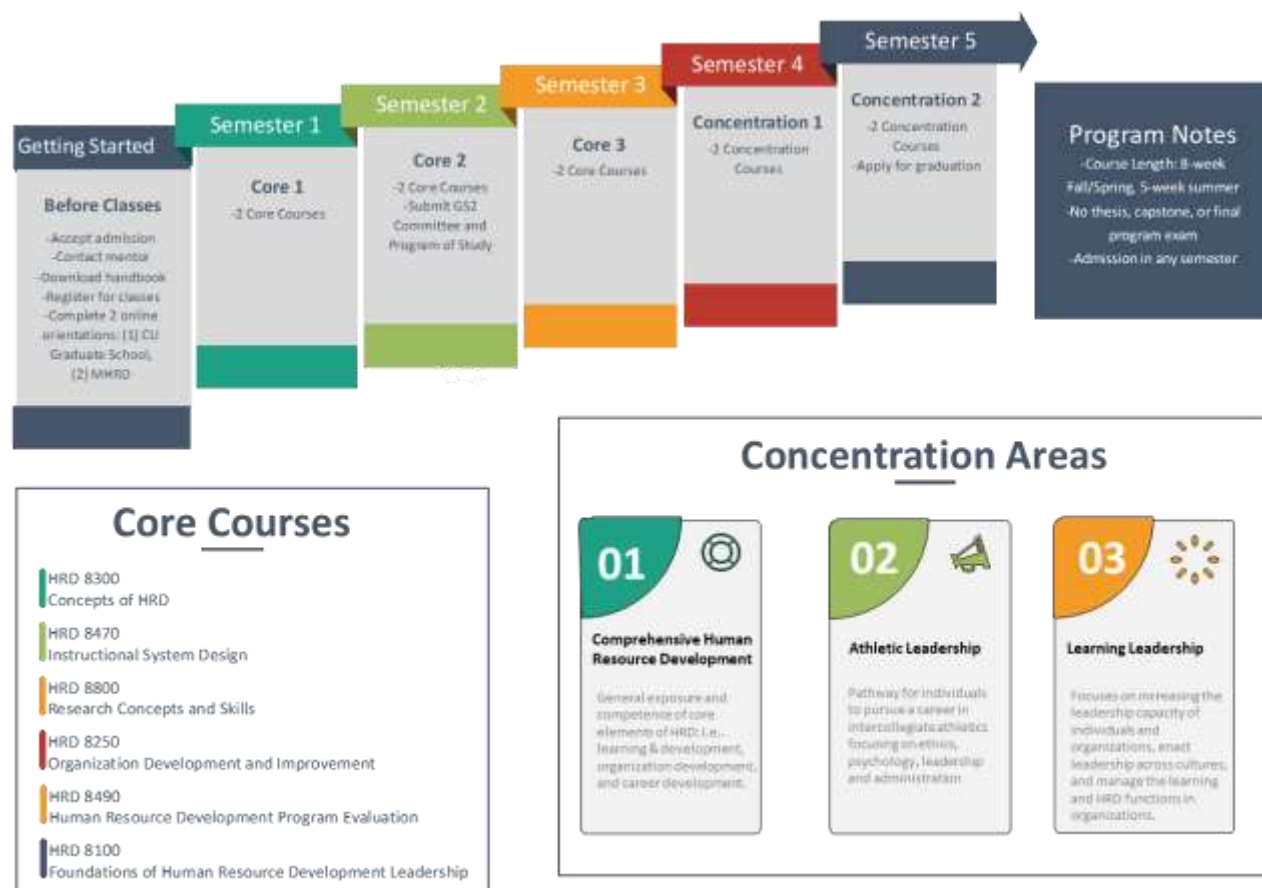 Getting Started
Before Classes
-Accept admission
-Contact mentor
-Download handbook
-Register for classes
-Complete 2 online
orientations: (1) CU
Graduate School,
(2) MHRD
Semester 1
Core 1
-2 Core Courses
Semester 2
Core 2
-2 Core Courses
-Submit GS2
Committee and
Program of Study
Semester 3
Core 3
-2 Core Courses
Semester 4
Concentration 1
-2 Concentration
Courses
Semester 5
Concentration 2
-2 Concentration
Courses
-Apply for graduation
Program Notes
-Course Length: 8-week
Fall/Spring, 5-week summer
-No thesis, capstone, or final
program exam
-Admission in any semester
Core Courses
HRD 8300
Concepts of HRD
HRD 8470
Instructional System Design
HRD 8800
Research Concepts and Skills
HRD 8250
Organization Development and Improvement
HRD 8490
Human Resource Development Program Evaluation
HRD 8100
Foundations of Human Resource Development Leadership
Concentration Areas
01
Comprehensive Human
Resource Development
General exposure and
competence of core
elements of HRD: i.e.,
learning & development,
organization development,
and career development.
02
Athletic Leadership
Pathway for individuals
to pursue a career in
intercollegiate athletics
focusing on ethics,
psychology, leadership
and administration
03
Learning Leadership
Focuses on increasing the
leadership capacity of
individuals and
organizations, enact
leadership across cultures,
and manage the learning
and HRD functions in
organizations.